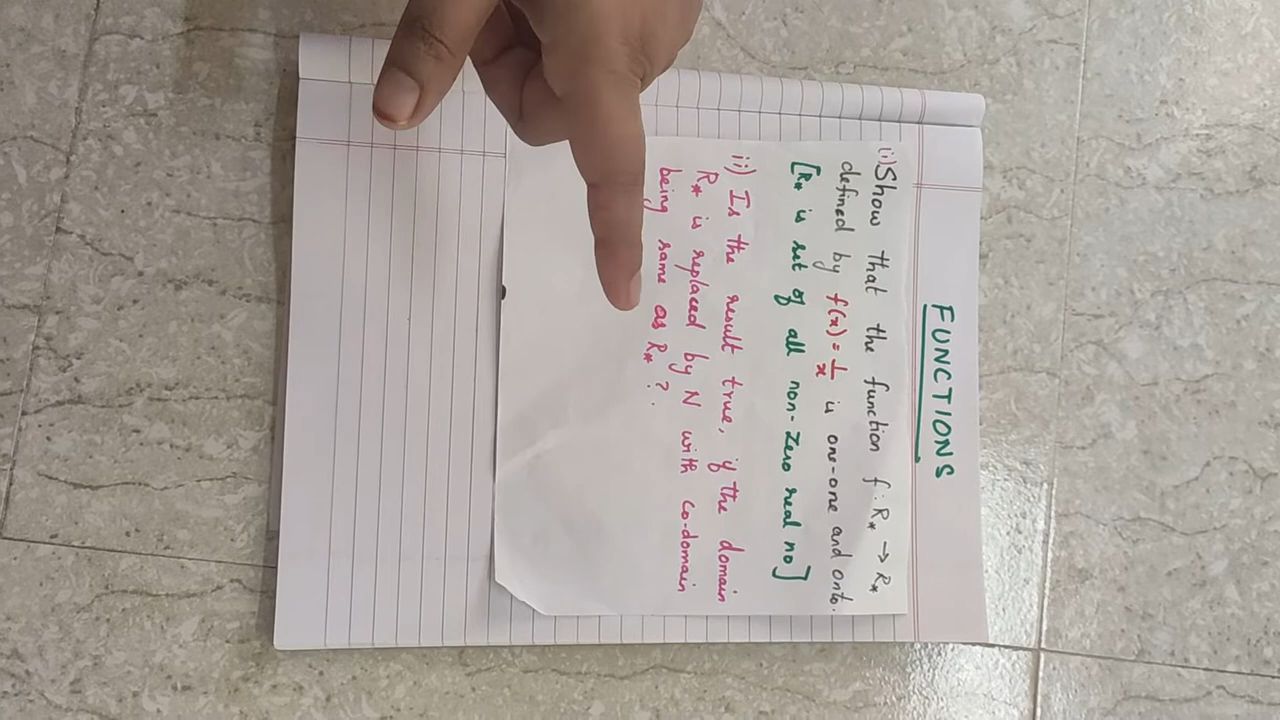 FUNCTIONS
(i) Show that the function f : R* → R*
defined by f(x) = 1/x is one-one and onto.
[R* is set of all non-zero real no]
ii) Is the result true, if the domain
R* is replaced by N with co-domain
being same as R* ?.